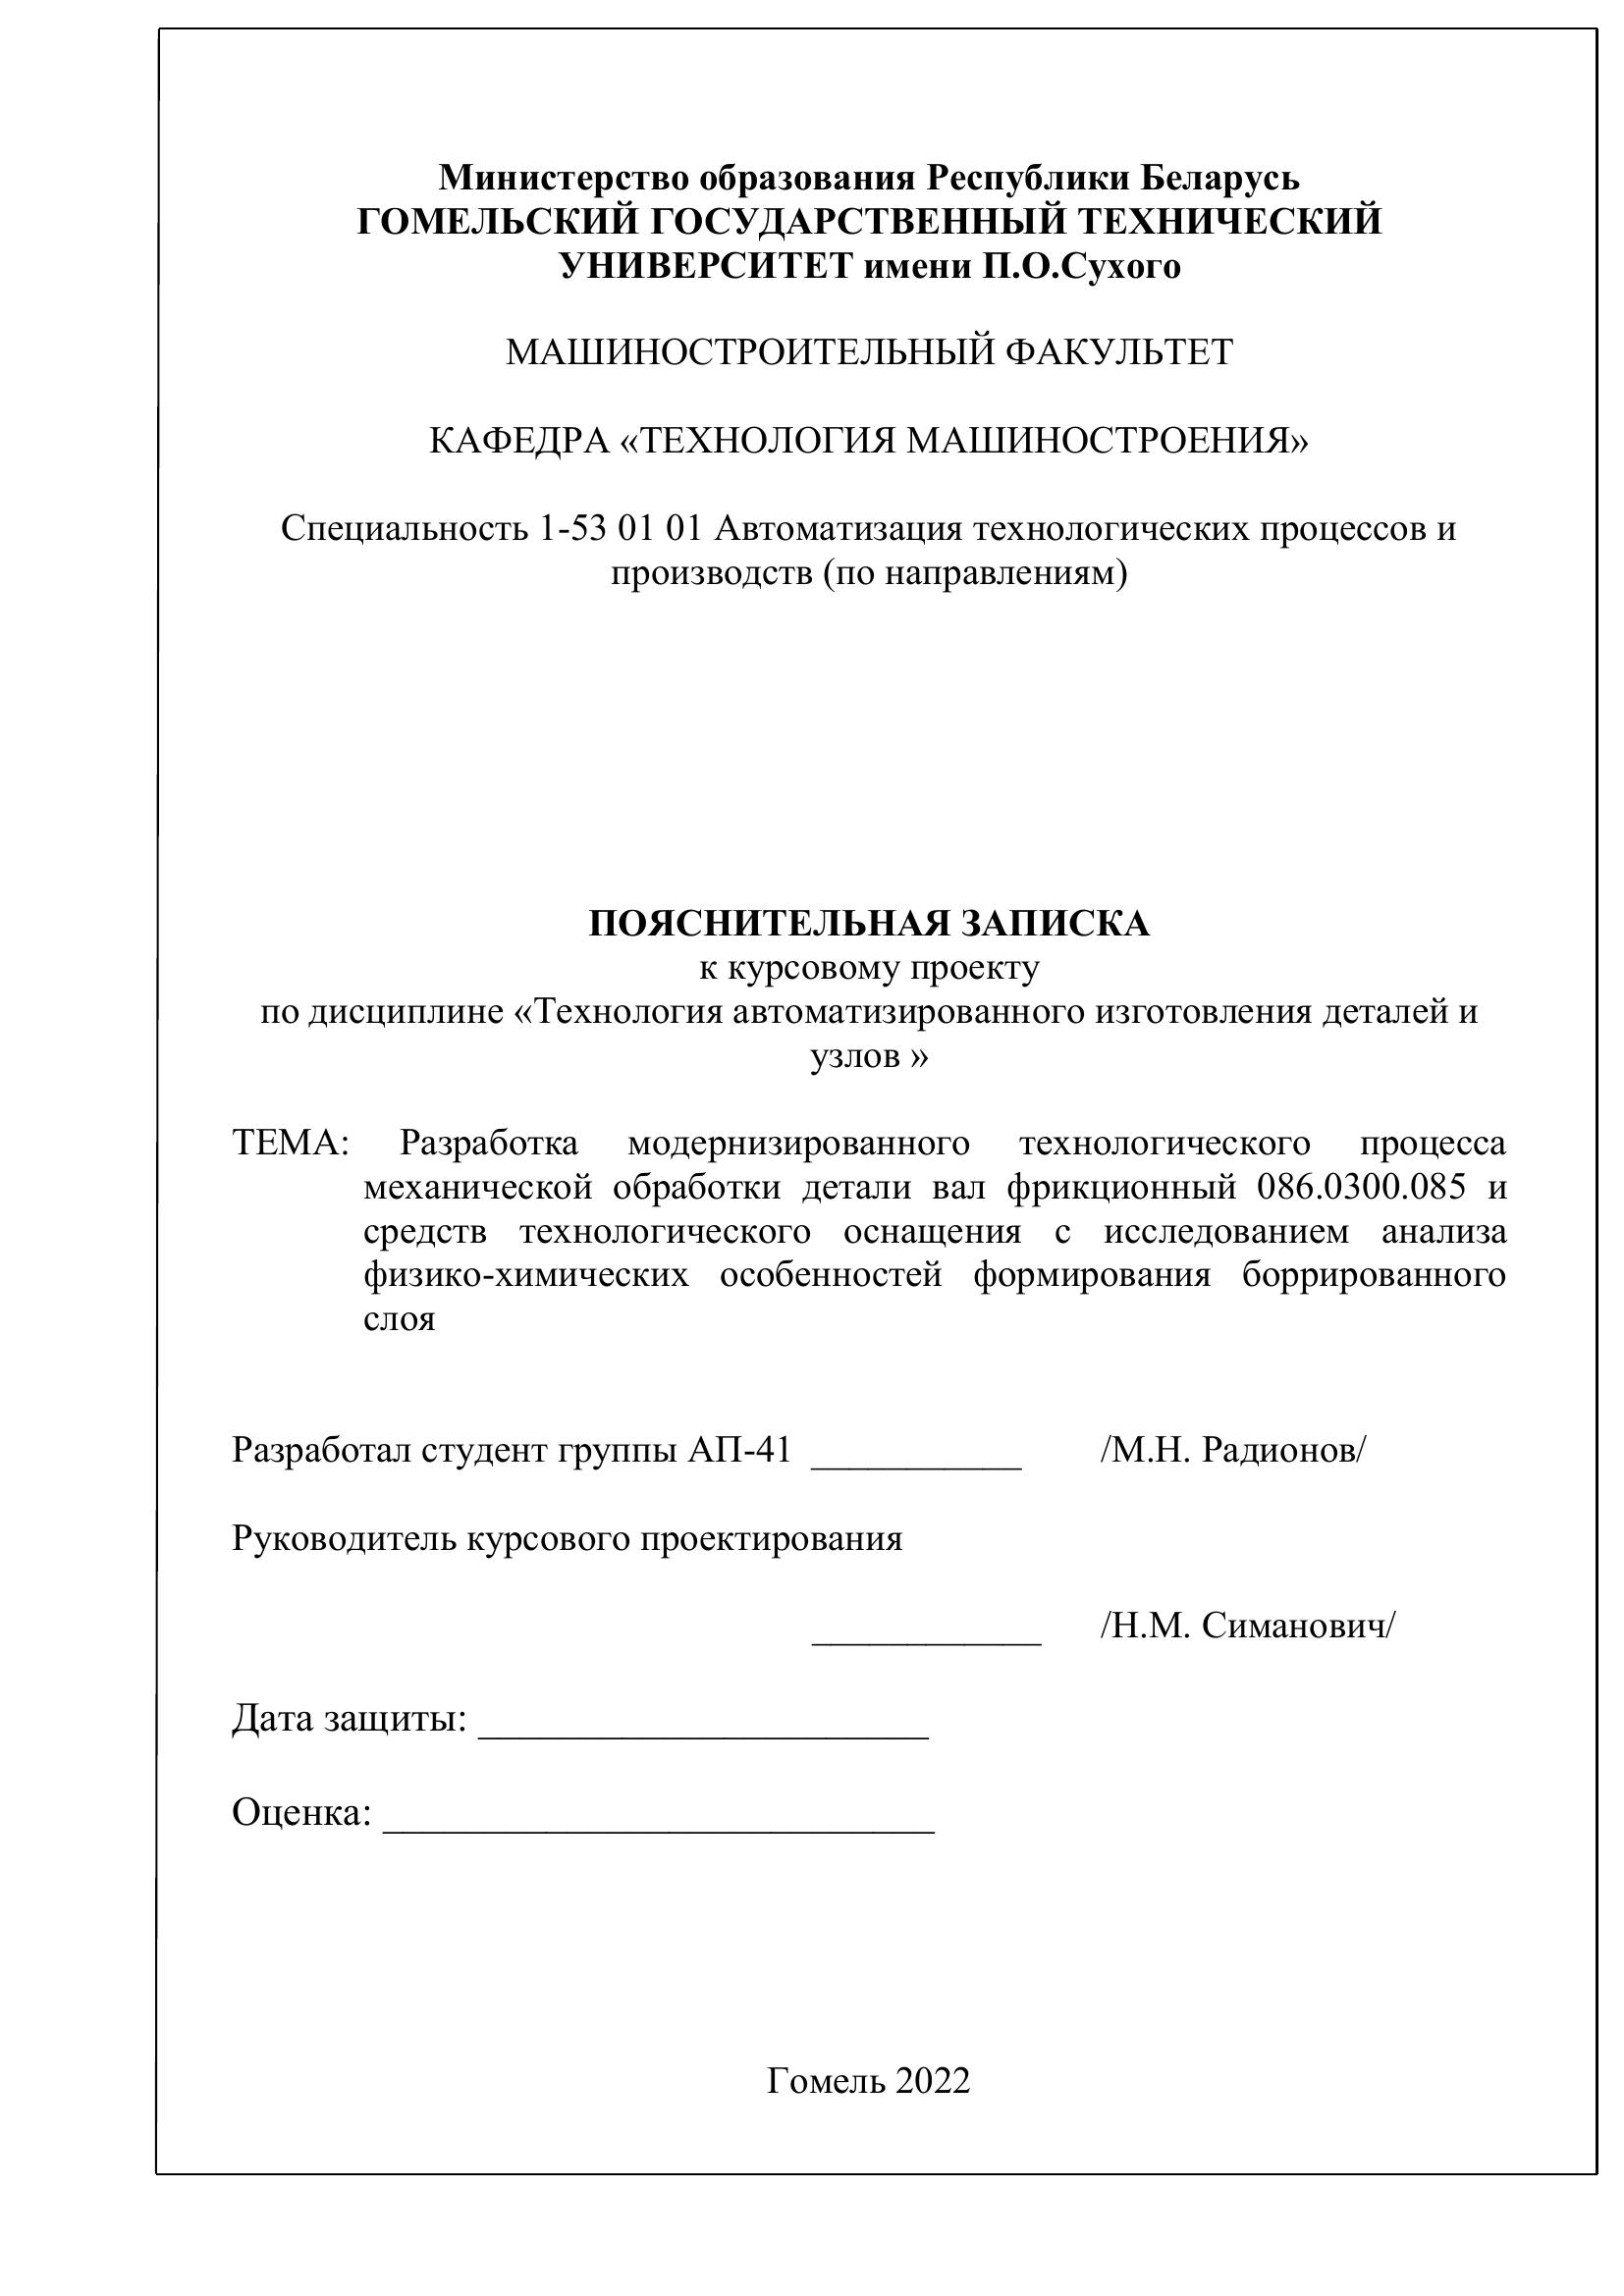 Министерство образования Республики Беларусь
ГОМЕЛЬСКИЙ ГОСУДАРСТВЕННЫЙ ТЕХНИЧЕСКИЙ
УНИВЕРСИТЕТ имени П.О.Сухого
МАШИНОСТРОИТЕЛЬНЫЙ ФАКУЛЬТЕТ
КАФЕДРА «ТЕХНОЛОГИЯ МАШИНОСТРОЕНИЯ»
Специальность 1-53 01 01 Автоматизация технологических процессов и
производств (по направлениям)
ПОЯСНИТЕЛЬНАЯ ЗАПИСКА
к курсовому проекту
по дисциплине «Технология автоматизированного изготовления деталей и
узлов »
ТЕМА: Разработка модернизированного технологического процесса
механической обработки детали вал фрикционный 086.0300.085 и
средств технологического оснащения с исследованием анализа
физико-химических особенностей формирования боррированного
слоя
Разработал студент группы АП-41 ___________ /М.Н. Радионов/
Руководитель курсового проектирования
____________ /Н.М. Симанович/
Дата защиты: ______________________
Оценка: ___________________________
Гомель 2022